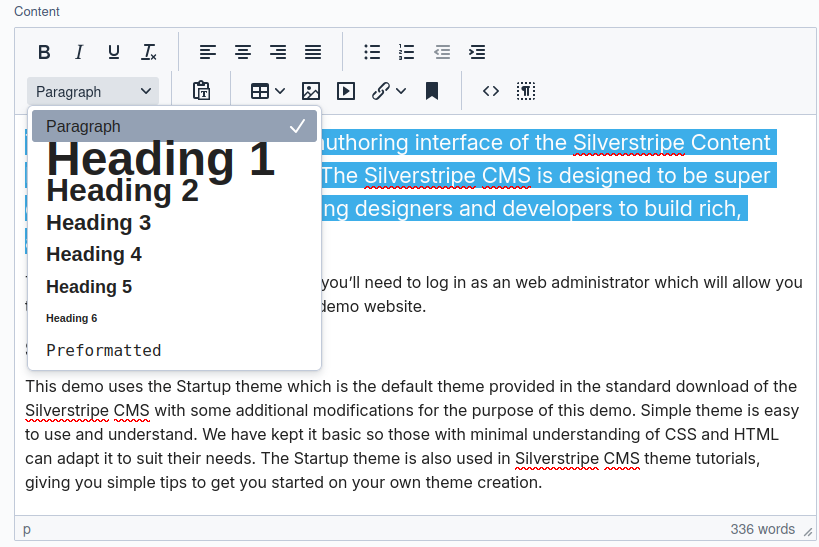 Content
B I U Tx
Paragraph
Paragraph
uthoring interface of the Silverstripe Content
Heading 1
Heading 2
The Silverstripe CMS is designed to be super
Heading 3
ng designers and developers to build rich,
Heading 4
Heading 5
you'll need to log in as an web administrator which will allow you
Heading 6
demo website.
Preformatted
This demo uses the Startup theme which is the default theme provided in the standard download of the
Silverstripe CMS with some additional modifications for the purpose of this demo. Simple theme is easy
to use and understand. We have kept it basic so those with minimal understanding of CSS and HTML
can adapt it to suit their needs. The Startup theme is also used in Silverstripe CMS theme tutorials,
giving you simple tips to get you started on your own theme creation.
p
336 words